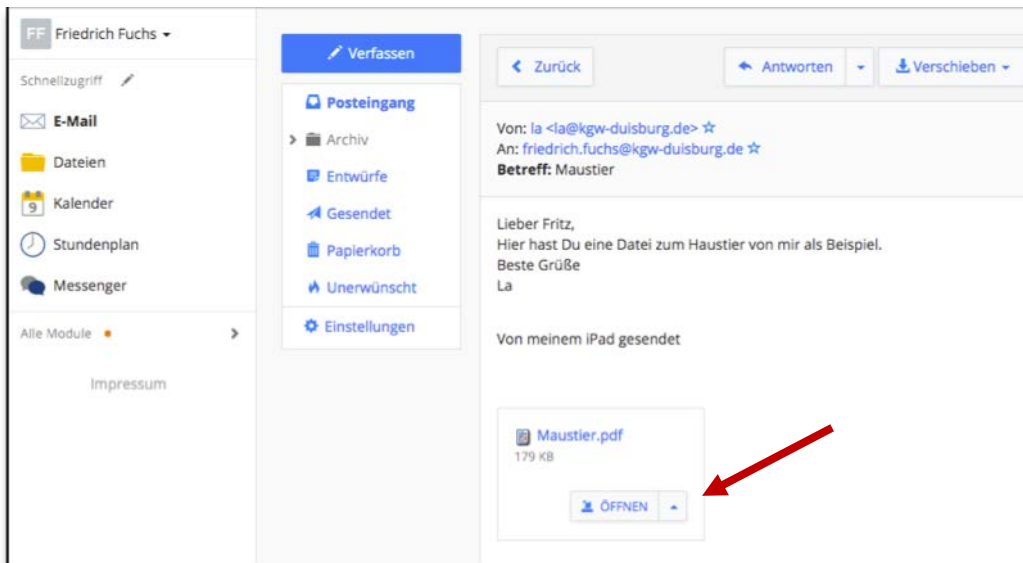 FF Friedrich Fuchs
Schnellzugriff
E-Mail
Dateien
9 Kalender
Stundenplan
Messenger
Alle Module
Impressum
Verfassen
Posteingang
Archiv
Entwürfe
Gesendet
Papierkorb
Unerwünscht
Einstellungen
Zurück
Antworten
Verschieben
Von: la <la@kgw-duisburg.de>
An: friedrich.fuchs@kgw-duisburg.de
Betreff: Maustier
Lieber Fritz,
Hier hast Du eine Datei zum Haustier von mir als Beispiel.
Beste Grüße
La
Von meinem iPad gesendet
Maustier.pdf
179 KB
ÖFFNEN